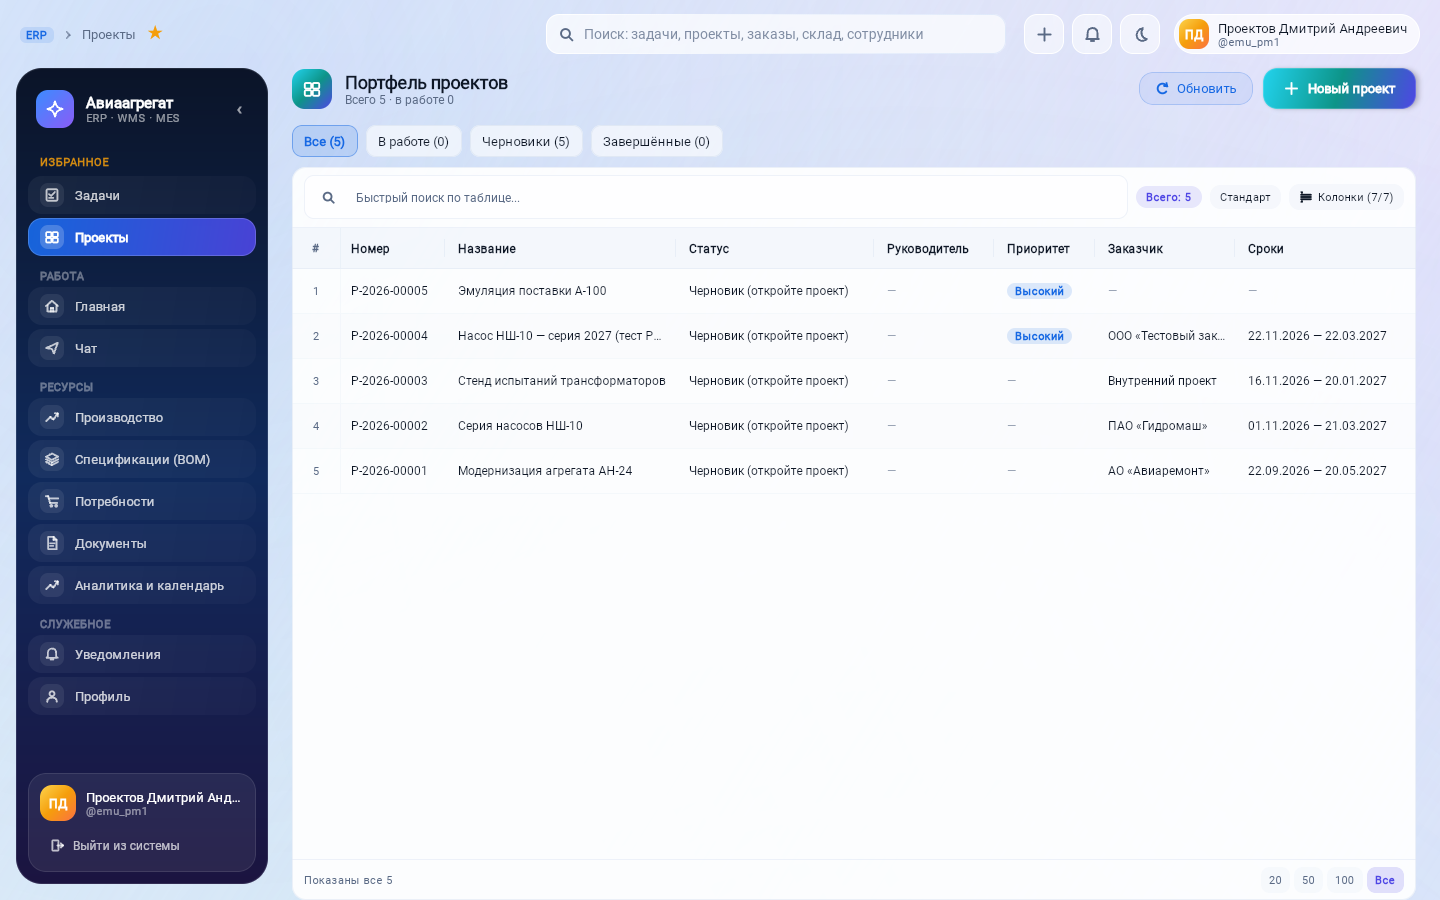 ERP
Проекты
Поиск: задачи, проекты, заказы, склад, сотрудники
ПД
Проектов Дмитрий Андреевич
@emu_pm1
Авиаагрегат
ERP · WMS · MES
ИЗБРАННОЕ
Задачи
Проекты
РАБОТА
Главная
Чат
РЕСУРСЫ
Производство
Спецификации (BOM)
Потребности
Документы
Аналитика и календарь
СЛУЖЕБНОЕ
Уведомления
Профиль
ПД
Проектов Дмитрий Анд...
@emu_pm1
Выйти из системы
Портфель проектов
Всего 5 · в работе 0
Обновить
Новый проект
Все (5)
В работе (0)
Черновики (5)
Завершённые (0)
Быстрый поиск по таблице...
Всего: 5
Стандарт
Колонки (7/7)
# Номер Название Статус Руководитель Приоритет Заказчик Сроки
1 P-2026-00005 Эмуляция поставки А-100 Черновик (откройте проект) — Высокий — —
2 P-2026-00004 Насос НШ-10 — серия 2027 (тест P... Черновик (откройте проект) — Высокий ООО «Тестовый зак... 22.11.2026 — 22.03.2027
3 P-2026-00003 Стенд испытаний трансформаторов Черновик (откройте проект) — — Внутренний проект 16.11.2026 — 20.01.2027
4 P-2026-00002 Серия насосов НШ-10 Черновик (откройте проект) — — ПАО «Гидромаш» 01.11.2026 — 21.03.2027
5 P-2026-00001 Модернизация агрегата АН-24 Черновик (откройте проект) — — АО «Авиаремонт» 22.09.2026 — 20.05.2027
Показаны все 5
20 50 100 Все